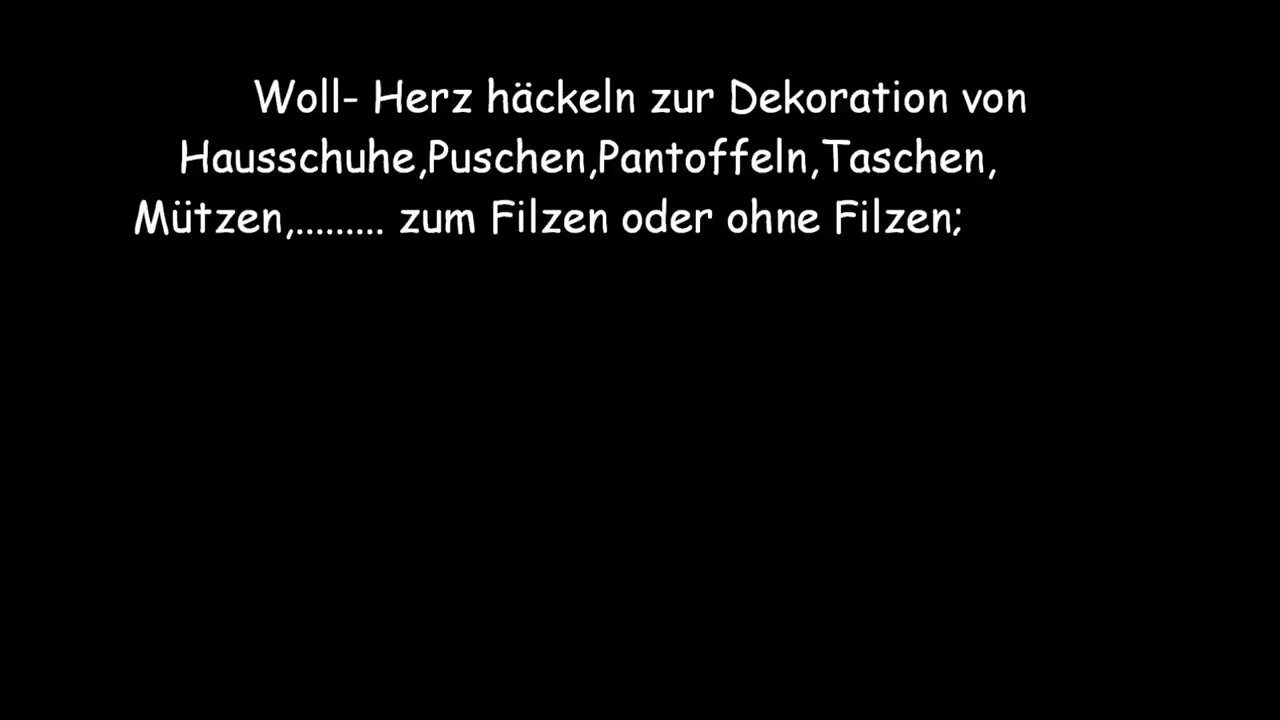 Woll- Herz häckeln zur Dekoration von
Hausschuhe,Puschen,Pantoffeln,Taschen,
Mützen,......... zum Filzen oder ohne Filzen;